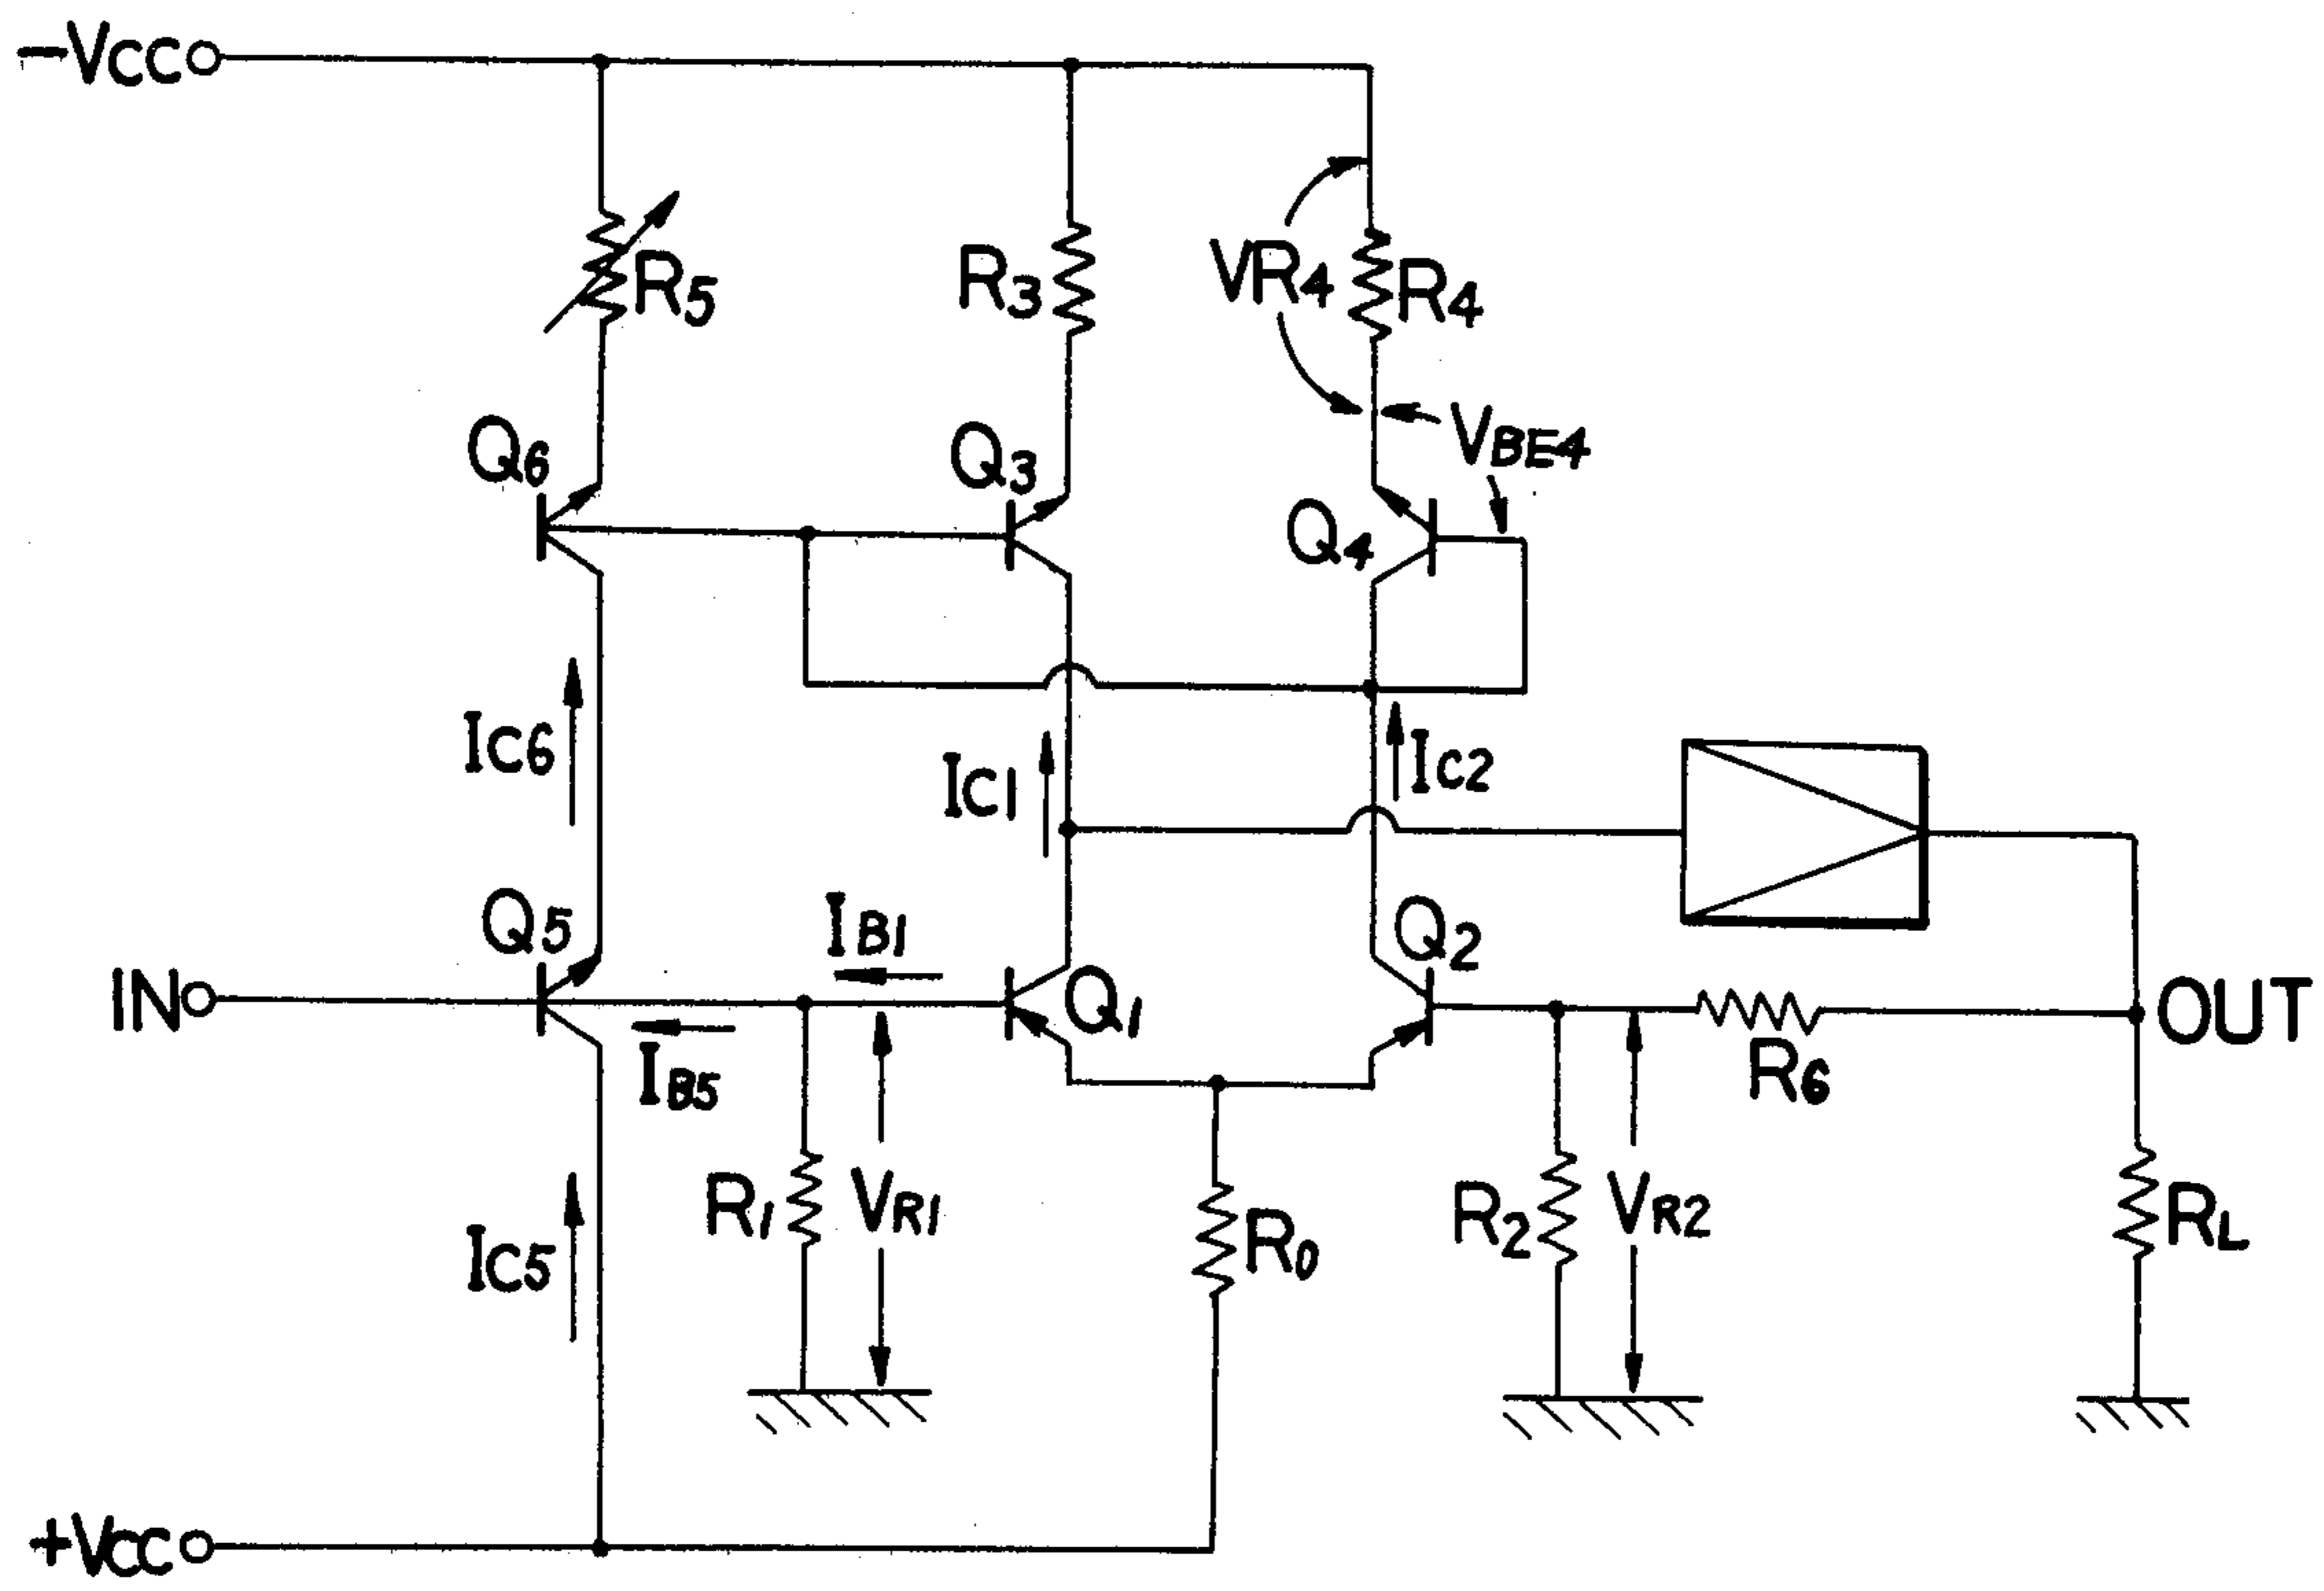 -VCC
R5
R3
VR4
R4
Q6
Q3
VBE4
Q4
IC6
IC1
IC2
Q5
IB1
Q1
Q2
IN
OUT
IB5
R6
R1
VR1
R0
R2
VR2
RL
IC5
+VCC